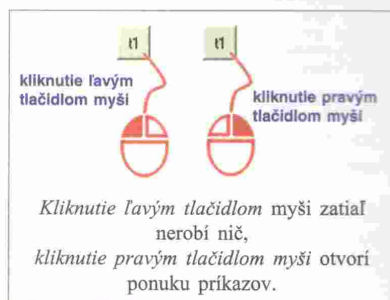 t1
t1
kliknutie ľavým
tlačidlom myši
kliknutie pravým
tlačidlom myši
Kliknutie ľavým tlačidlom myši zatiaľ
nerobí nič,
kliknutie pravým tlačidlom myši otvorí
ponuku príkazov.